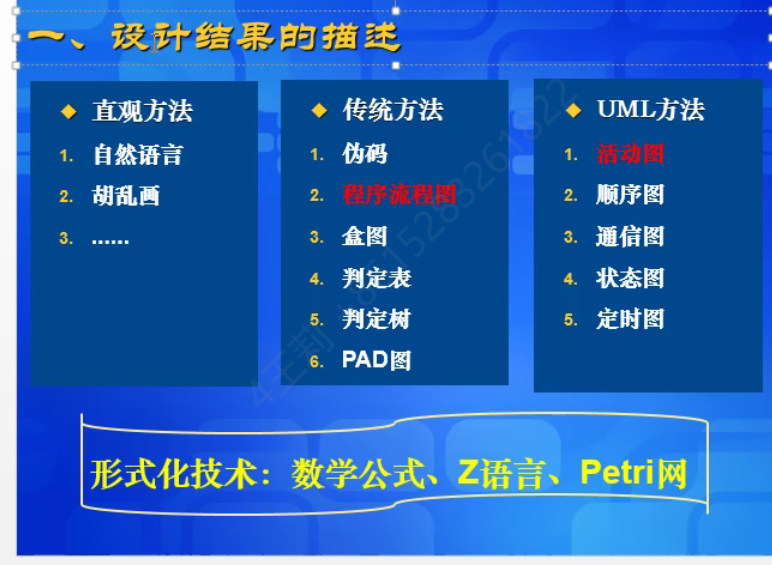 一、设计结果的描述
◆ 直观方法
1. 自然语言
2. 胡乱画
3. ......
◆ 传统方法
1. 伪码
2. 程序流程图
3. 盒图
4. 判定表
5. 判定树
6. PAD图
◆ UML方法
1. 活动图
2. 顺序图
3. 通信图
4. 状态图
5. 定时图
形式化技术：数学公式、Z语言、Petri网